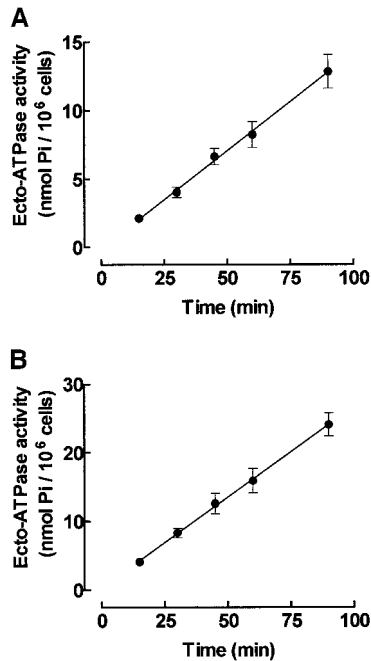 A
Ecto-ATPase activity
(nmol Pi / 10⁶ cells)
15
10
5
0
0 25 50 75 100
Time (min)
B
Ecto-ATPase activity
(nmol Pi / 10⁶ cells)
30
20
10
0
0 25 50 75 100
Time (min)